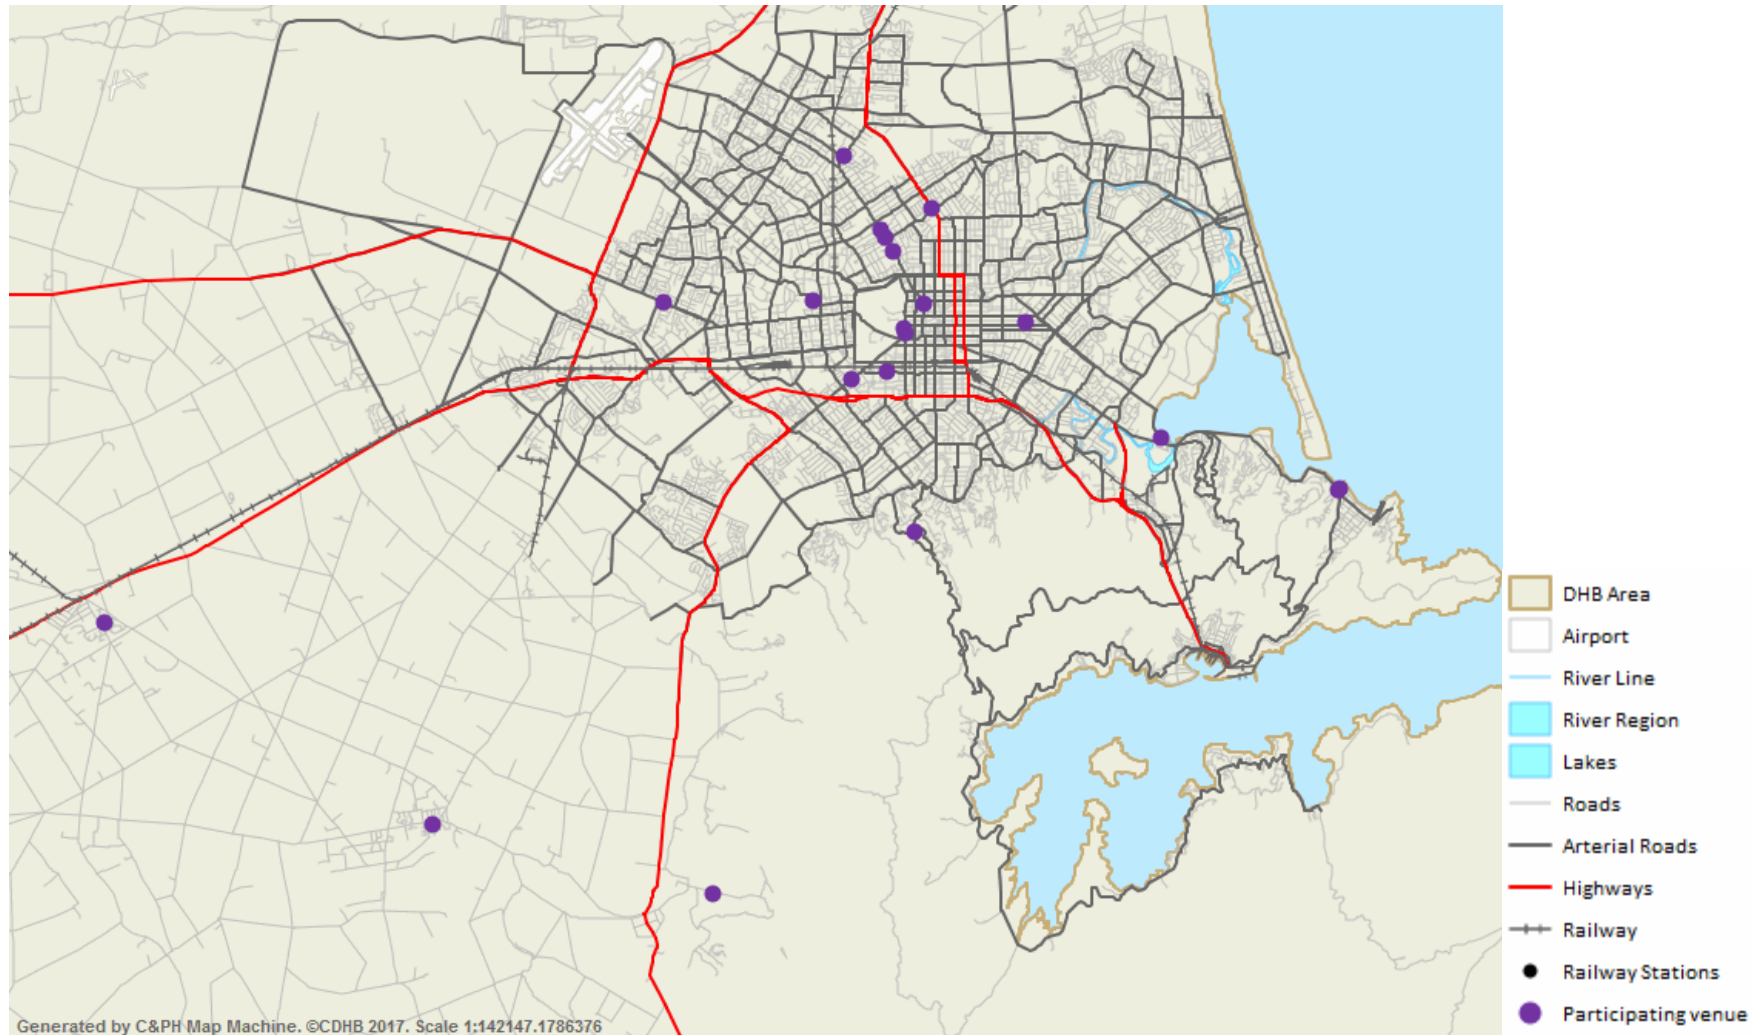 DHB Area
Airport
River Line
River Region
Lakes
Roads
Arterial Roads
Highways
Railway
Railway Stations
Participating venue
Generated by C&PH Map Machine. ©CDHB 2017. Scale 1:142147.1786376